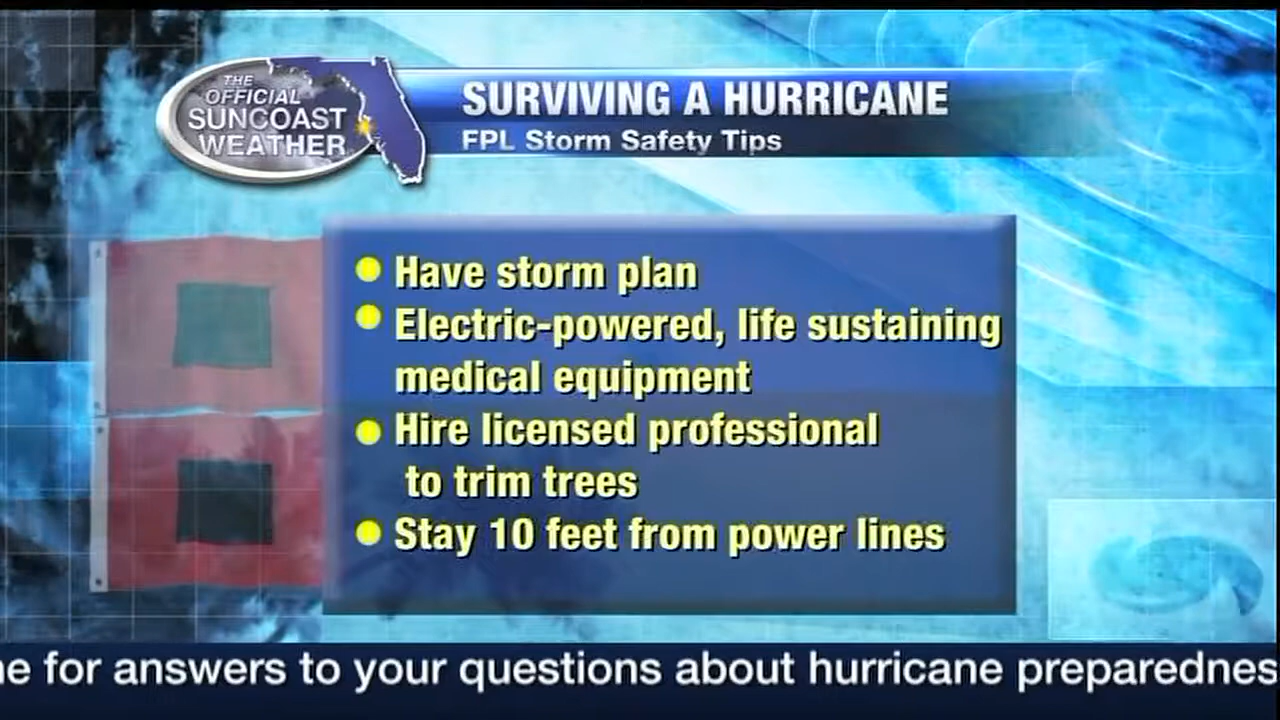 THE
OFFICIAL
SUNCOAST
WEATHER
SURVIVING A HURRICANE
FPL Storm Safety Tips
Have storm plan
Electric-powered, life sustaining
medical equipment
Hire licensed professional
to trim trees
Stay 10 feet from power lines
for answers to your questions about hurricane